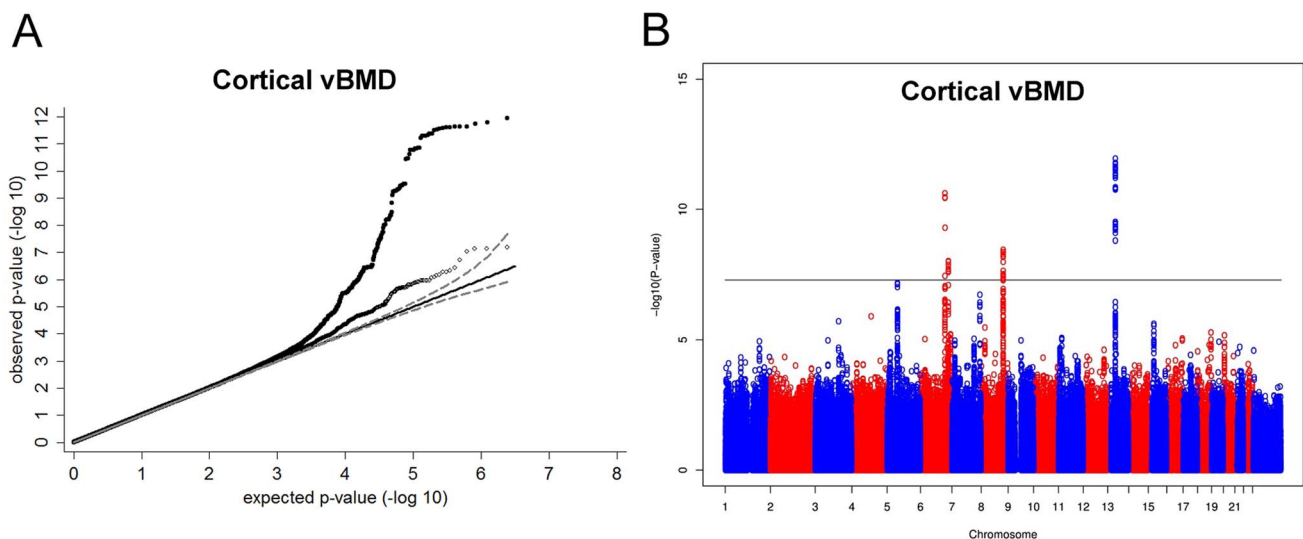 A
Cortical vBMD
observed p-value (-log 10)
12
11
10
9
8
7
6
5
4
3
2
1
0
0 1 2 3 4 5 6 7 8
expected p-value (-log 10)
B
Cortical vBMD
-log10(P-value)
15
10
5
0
1 2 3 4 5 6 7 8 9 10 11 12 13 15 17 19 21
Chromosome